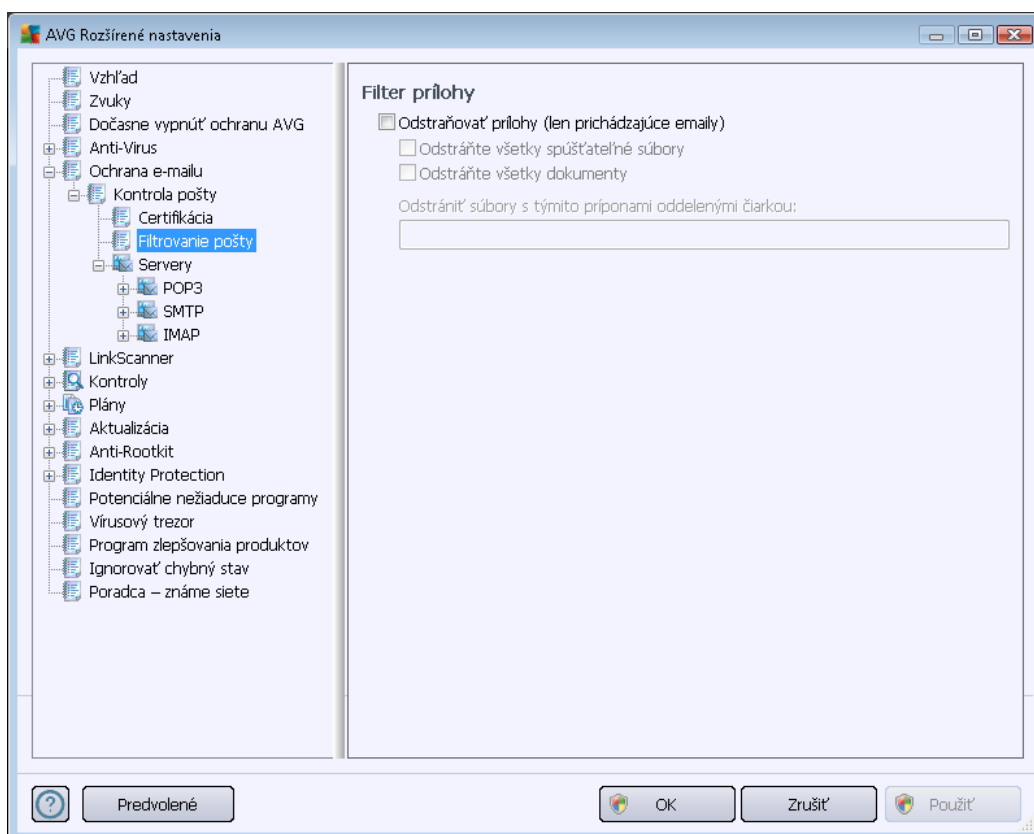 AVG Rozšírené nastavenia
Vzhľad
Zvuky
Dočasne vypnúť ochranu AVG
Anti-Virus
Ochrana e-mailu
Kontrola pošty
Certifikácia
Filtrovanie pošty
Servery
POP3
SMTP
IMAP
LinkScanner
Kontroly
Plány
Aktualizácia
Anti-Rootkit
Identity Protection
Potenciálne nežiaduce programy
Vírusový trezor
Program zlepšovania produktov
Ignorovať chybný stav
Poradca – známe siete
Filter prílohy
Odstraňovať prílohy (len prichádzajúce emaily)
Odstráňte všetky spúšťateľné súbory
Odstráňte všetky dokumenty
Odstrániť súbory s týmito príponami oddelenými čiarkou:
Predvolené
OK
Zrušiť
Použiť